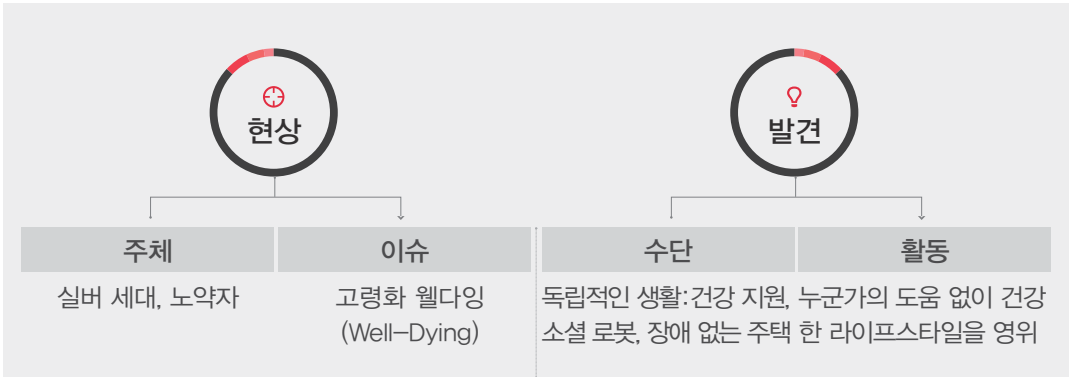 현상
발견
주체
이슈
수단
활동
실버 세대, 노약자
고령화 웰다잉
(Well-Dying)
독립적인 생활:건강 지원,
소셜 로봇, 장애 없는 주택
누군가의 도움 없이 건강
한 라이프스타일을 영위